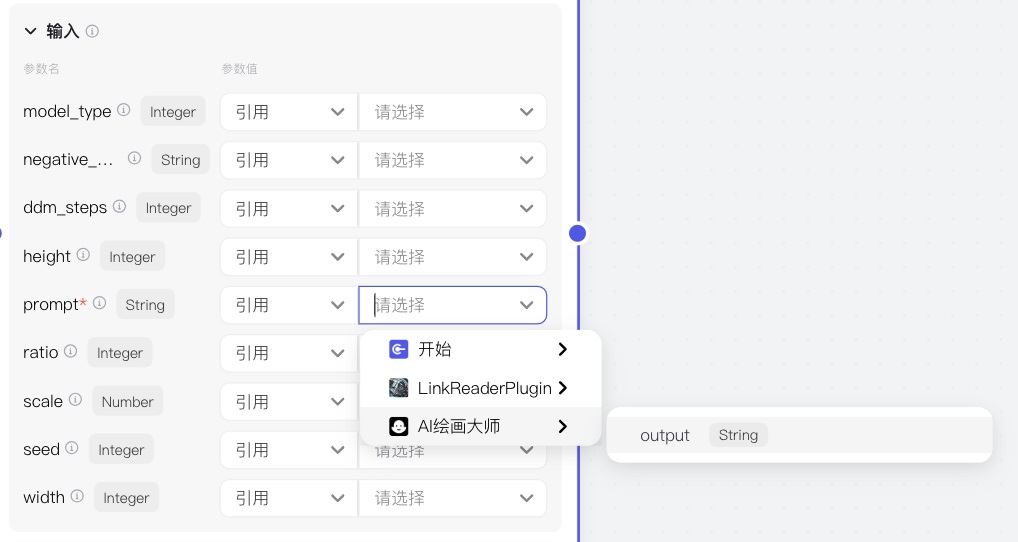 输入
参数名 参数值
model_type Integer 引用 请选择
negative_... String 引用 请选择
ddm_steps Integer 引用 请选择
height Integer 引用 请选择
prompt* String 引用 请选择
ratio Integer 引用
开始
scale Number 引用
LinkReaderPlugin
AI绘画大师
output String
seed Integer 引用 请选择
width Integer 引用 请选择